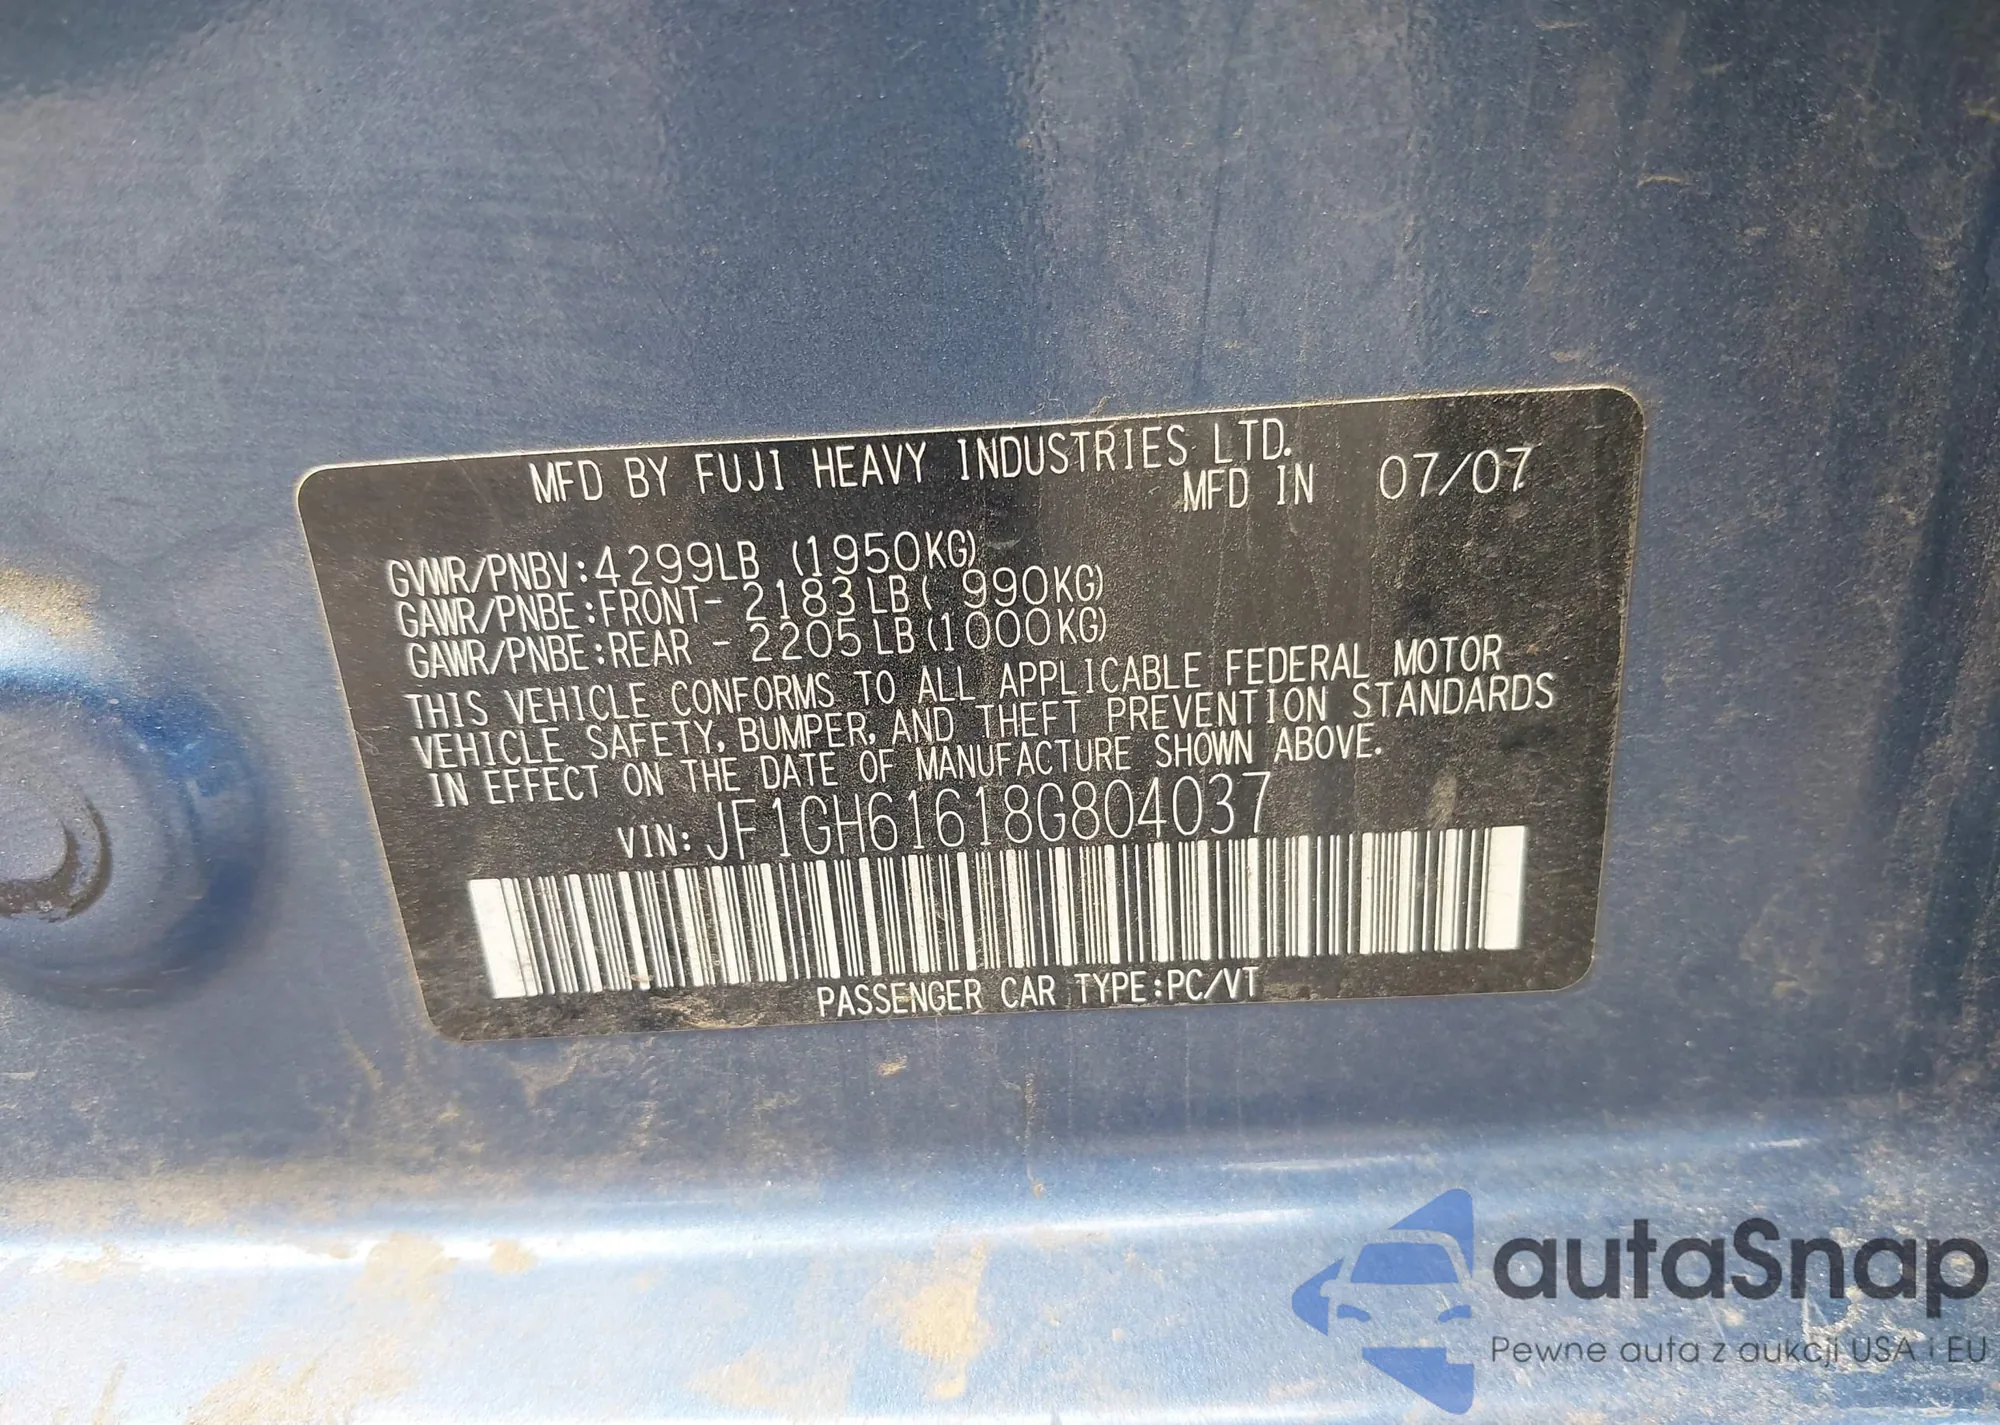 MFD BY FUJI HEAVY INDUSTRIES LTD.
MFD IN 07/07
GVWR/PNBV:4299LB (1950KG)
GAWR/PNBE:FRONT- 2183LB( 990KG)
GAWR/PNBE:REAR - 2205LB(1000KG)
THIS VEHICLE CONFORMS TO ALL APPLICABLE FEDERAL MOTOR
VEHICLE SAFETY, BUMPER, AND THEFT PREVENTION STANDARDS
IN EFFECT ON THE DATE OF MANUFACTURE SHOWN ABOVE.
VIN: JF1GH61618G804037
PASSENGER CAR TYPE:PC/VT
autaSnap
Pewne auta z aukcji USA i EU